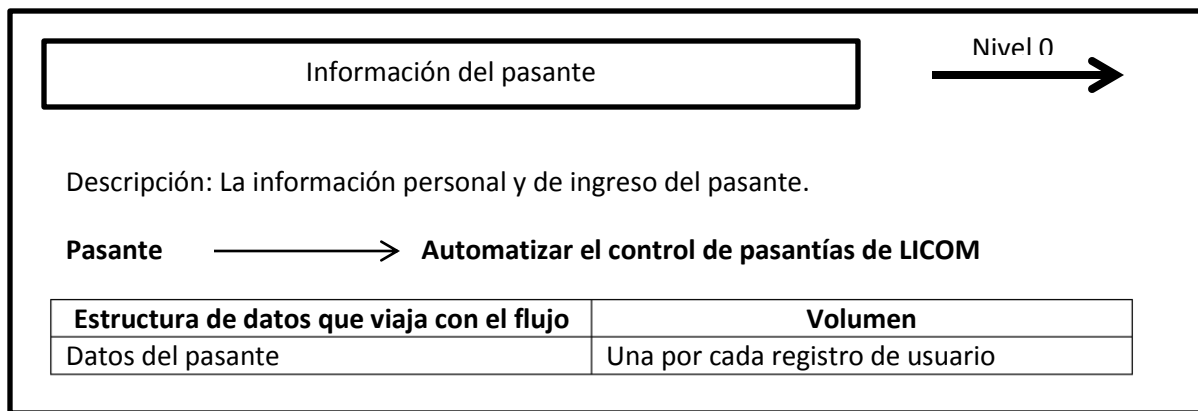 Información del pasante
Nivel 0
Descripción: La información personal y de ingreso del pasante.
Pasante Automatizar el control de pasantías de LICOM
Estructura de datos que viaja con el flujo Volumen
Datos del pasante Una por cada registro de usuario